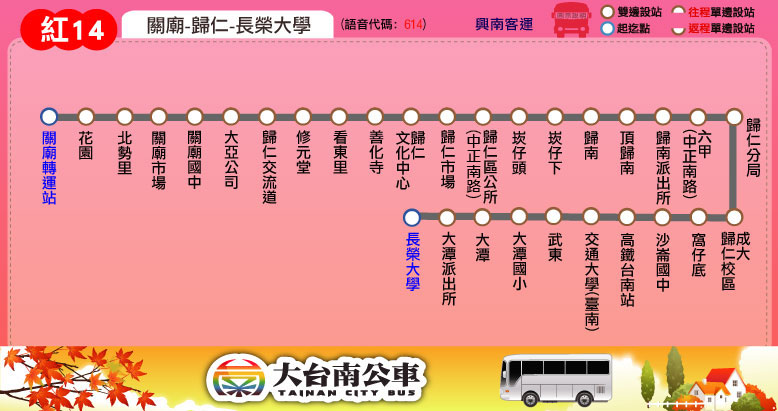 紅14
關廟-歸仁-長榮大學
(語音代碼: 614)
興南客運
雙邊設站
往程單邊設站
起迄點
返程單邊設站
關廟轉運站
花園
北勢里
關廟市場
關廟國中
大亞公司
歸仁交流道
修元堂
看東里
善化寺
歸仁
文化中心
歸仁市場
歸仁區公所
(中正南路)
崁仔頭
崁仔下
歸南
頂歸南
歸南派出所
六甲
(中正南路)
歸仁分局
成大
歸仁校區
窩仔底
沙崙國中
高鐵台南站
交通大學(臺南)
武東
大潭國小
大潭
大潭派出所
長榮大學
大台南公車
TAINAN CITY BUS